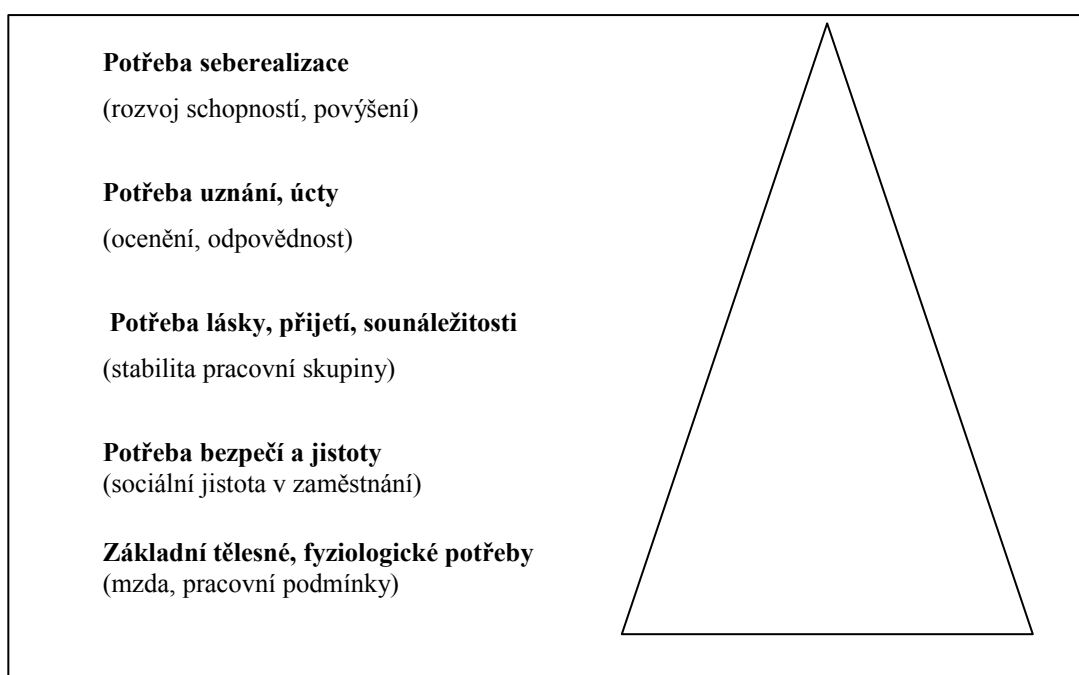 Potřeba seberealizace
(rozvoj schopností, povýšení)
Potřeba uznání, úcty
(ocenění, odpovědnost)
Potřeba lásky, přijetí, sounáležitosti
(stabilita pracovní skupiny)
Potřeba bezpečí a jistoty
(sociální jistota v zaměstnání)
Základní tělesné, fyziologické potřeby
(mzda, pracovní podmínky)